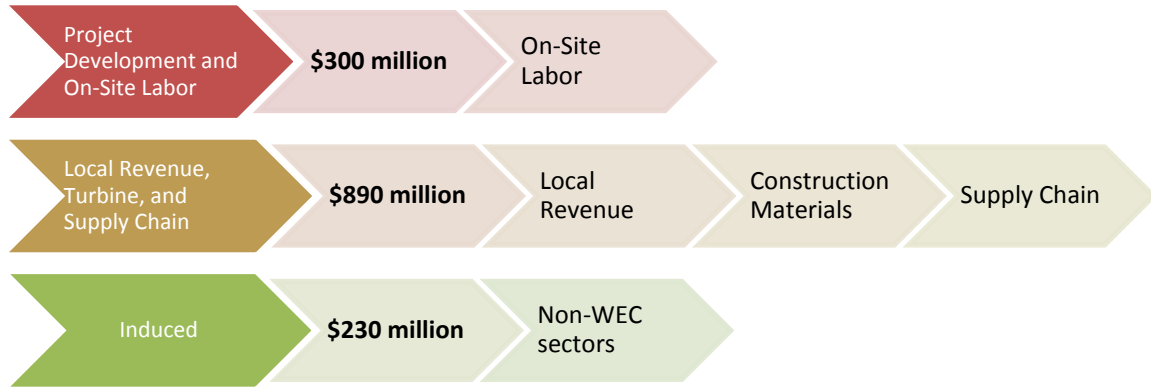 Project
Development and
On-Site Labor
$300 million
On-Site
Labor
Local Revenue,
Turbine, and
Supply Chain
$890 million
Local
Revenue
Construction
Materials
Supply Chain
Induced
$230 million
Non-WEC
sectors